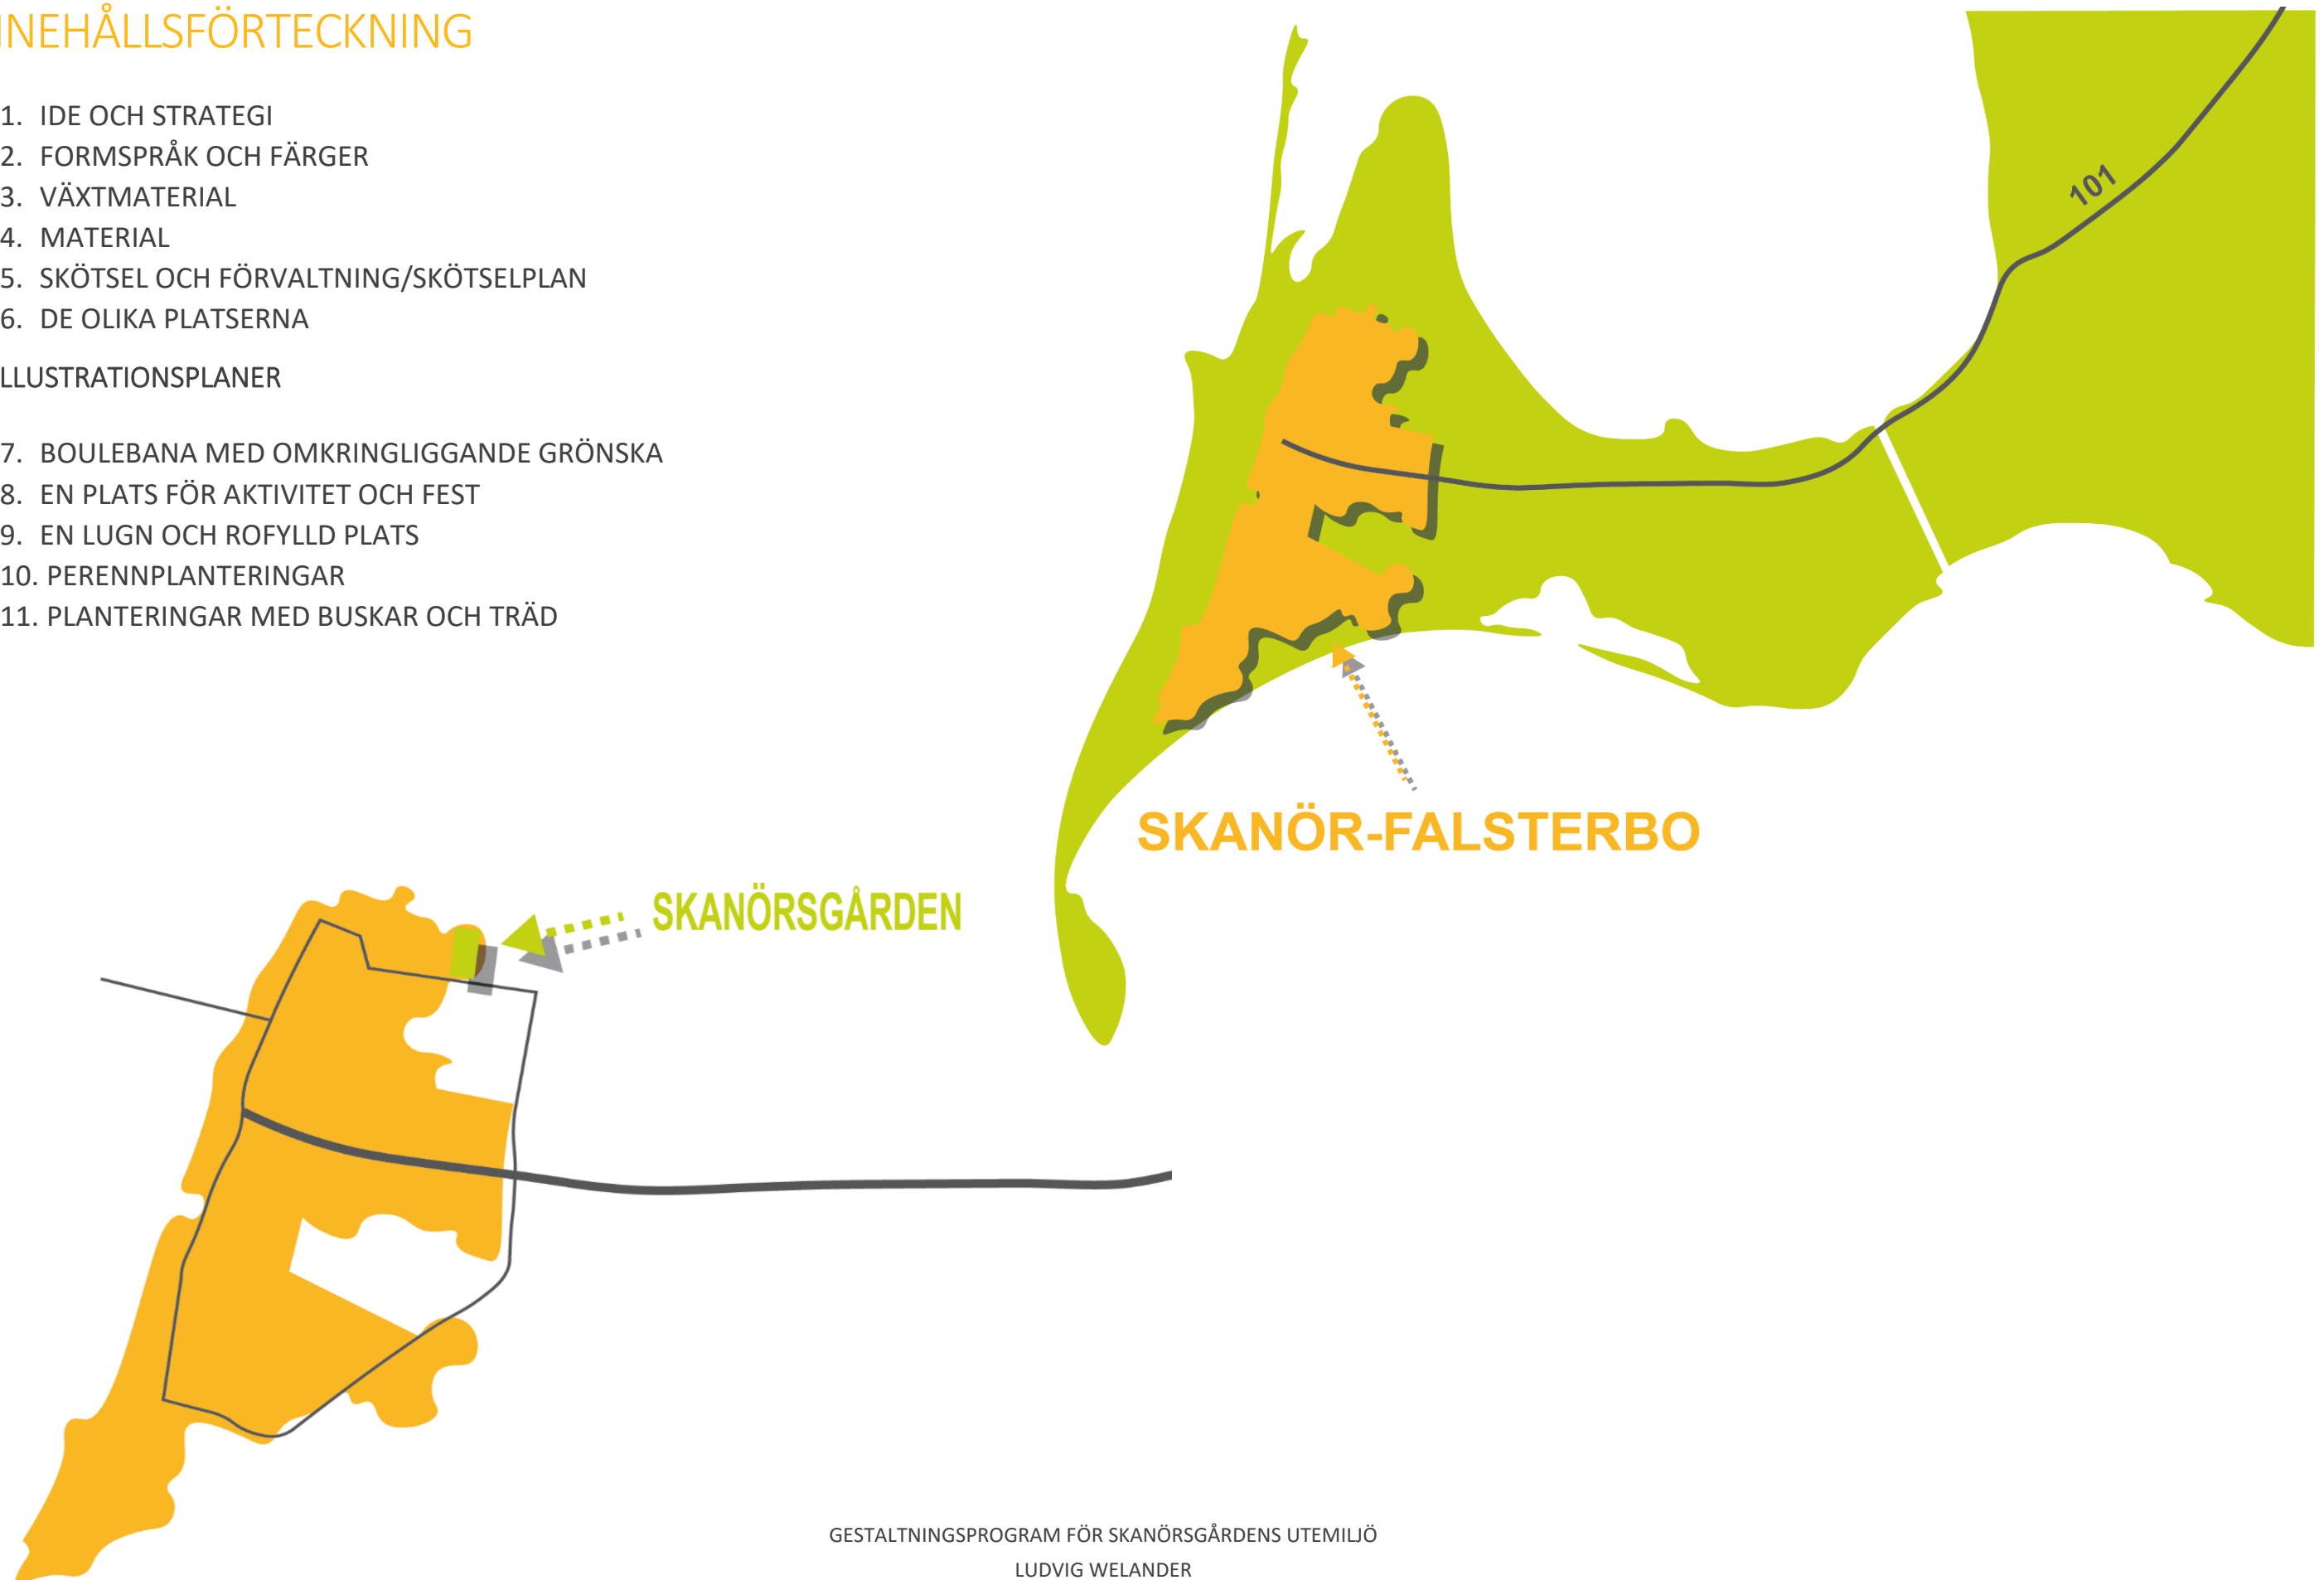 NNEHÅLLSFÖRTECKNING
1. IDE OCH STRATEGI
2. FORMSPRÅK OCH FÄRGER
3. VÄXTMATERIAL
4. MATERIAL
5. SKÖTSEL OCH FÖRVALTNING/SKÖTSELPLAN
6. DE OLIKA PLATSERNA
LLUSTRATIONSPLANER
7. BOULEBANA MED OMKRINGLIGGANDE GRÖNSKA
8. EN PLATS FÖR AKTIVITET OCH FEST
9. EN LUGN OCH ROFYLLD PLATS
10. PERENNPLANTERINGAR
11. PLANTERINGAR MED BUSKAR OCH TRÄD
101
SKANÖR-FALSTERBO
SKANÖRSGÅRDEN
GESTALTNINGSPROGRAM FÖR SKANÖRSGÅRDENS UTEMILJÖ
LUDVIG WELANDER